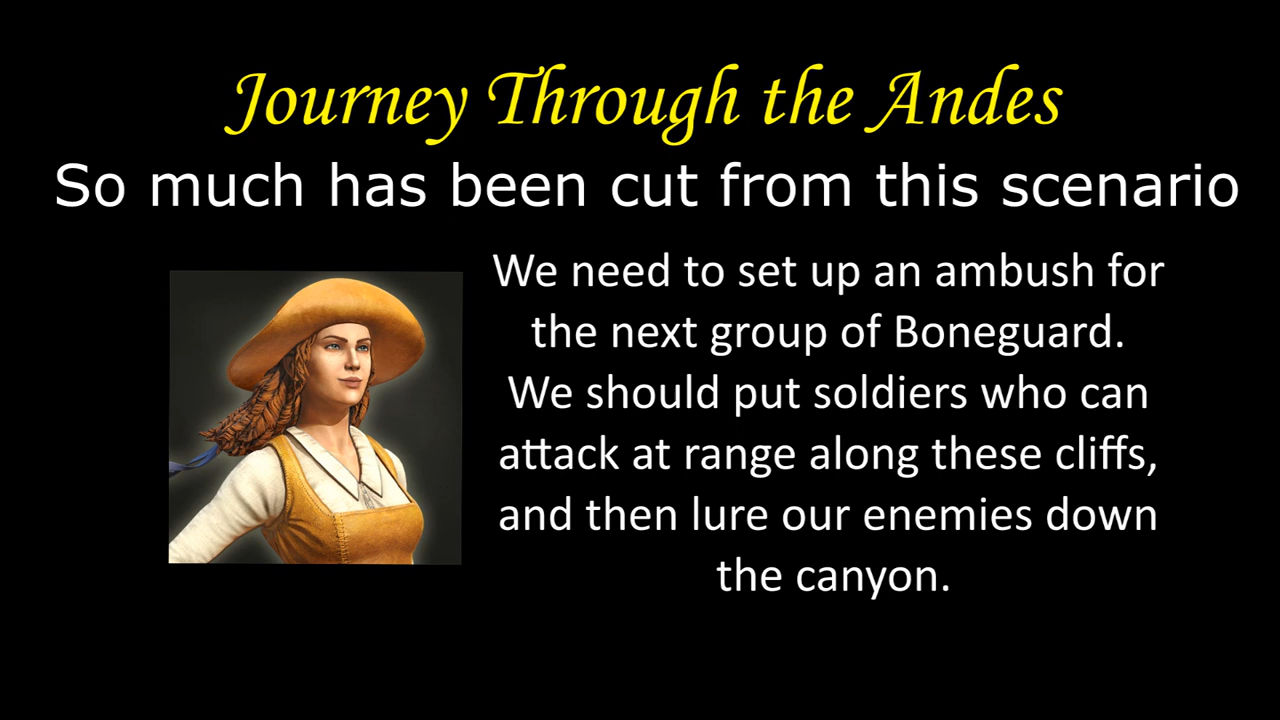 Journey Through the Andes
So much has been cut from this scenario
We need to set up an ambush for
the next group of Boneguard.
We should put soldiers who can
attack at range along these cliffs,
and then lure our enemies down
the canyon.